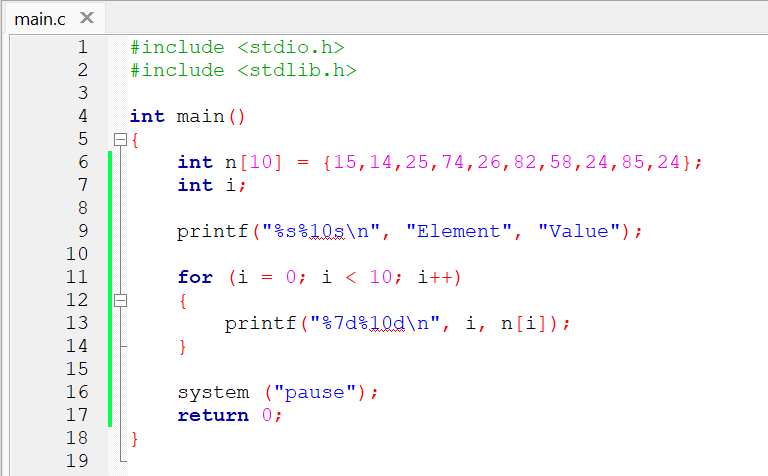 main.c
1 #include <stdio.h>
2 #include <stdlib.h>
3
4 int main()
5 {
6 int n[10] = {15,14,25,74,26,82,58,24,85,24};
7 int i;
8
9 printf("%s%10s\n", "Element", "Value");
10
11 for (i = 0; i < 10; i++)
12 {
13 printf("%7d%10d\n", i, n[i]);
14 }
15
16 system ("pause");
17 return 0;
18 }
19